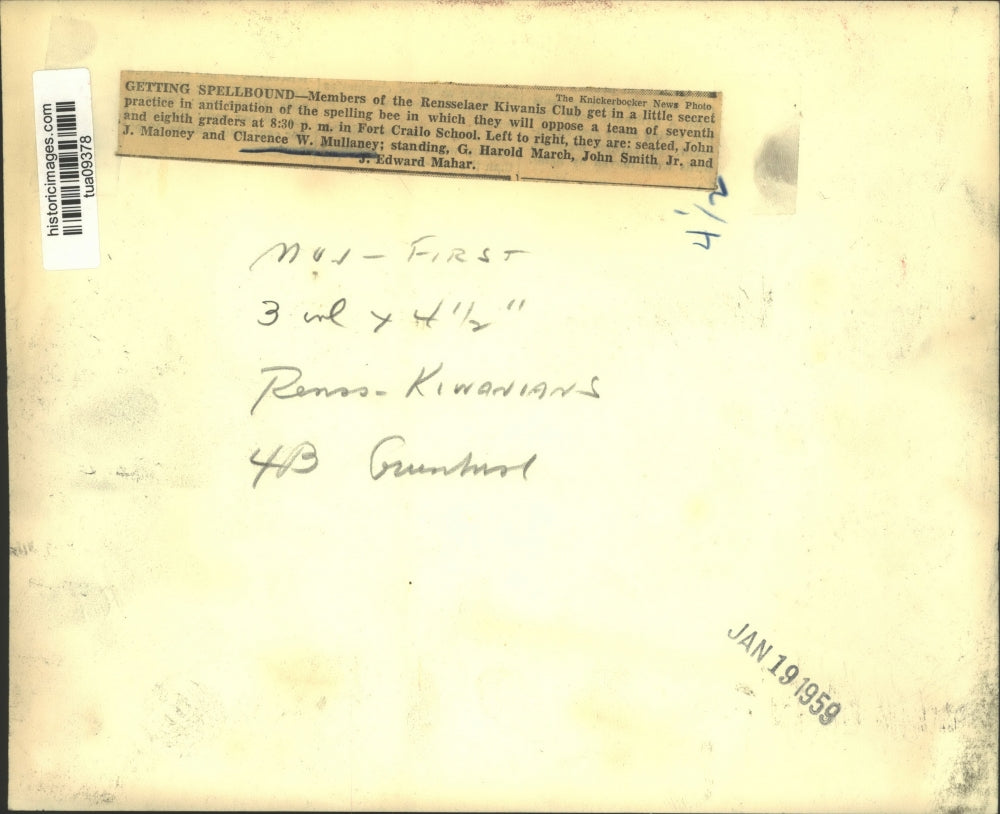 historicimages.com
tua09378
The Knickerbocker News Photo
GETTING SPELLBOUND—Members of the Rensselaer Kiwanis Club get in a little secret
practice in anticipation of the spelling bee in which they will oppose a team of seventh
and eighth graders at 8:30 p. m. in Fort Crailo School. Left to right, they are: seated, John
J. Maloney and Clarence W. Mullaney; standing, G. Harold March, John Smith Jr. and
J. Edward Mahar.
4 1/2
- FIRST
3 col x 4 1/2"
Renss- KIWANIANS
4B
JAN 19 1959